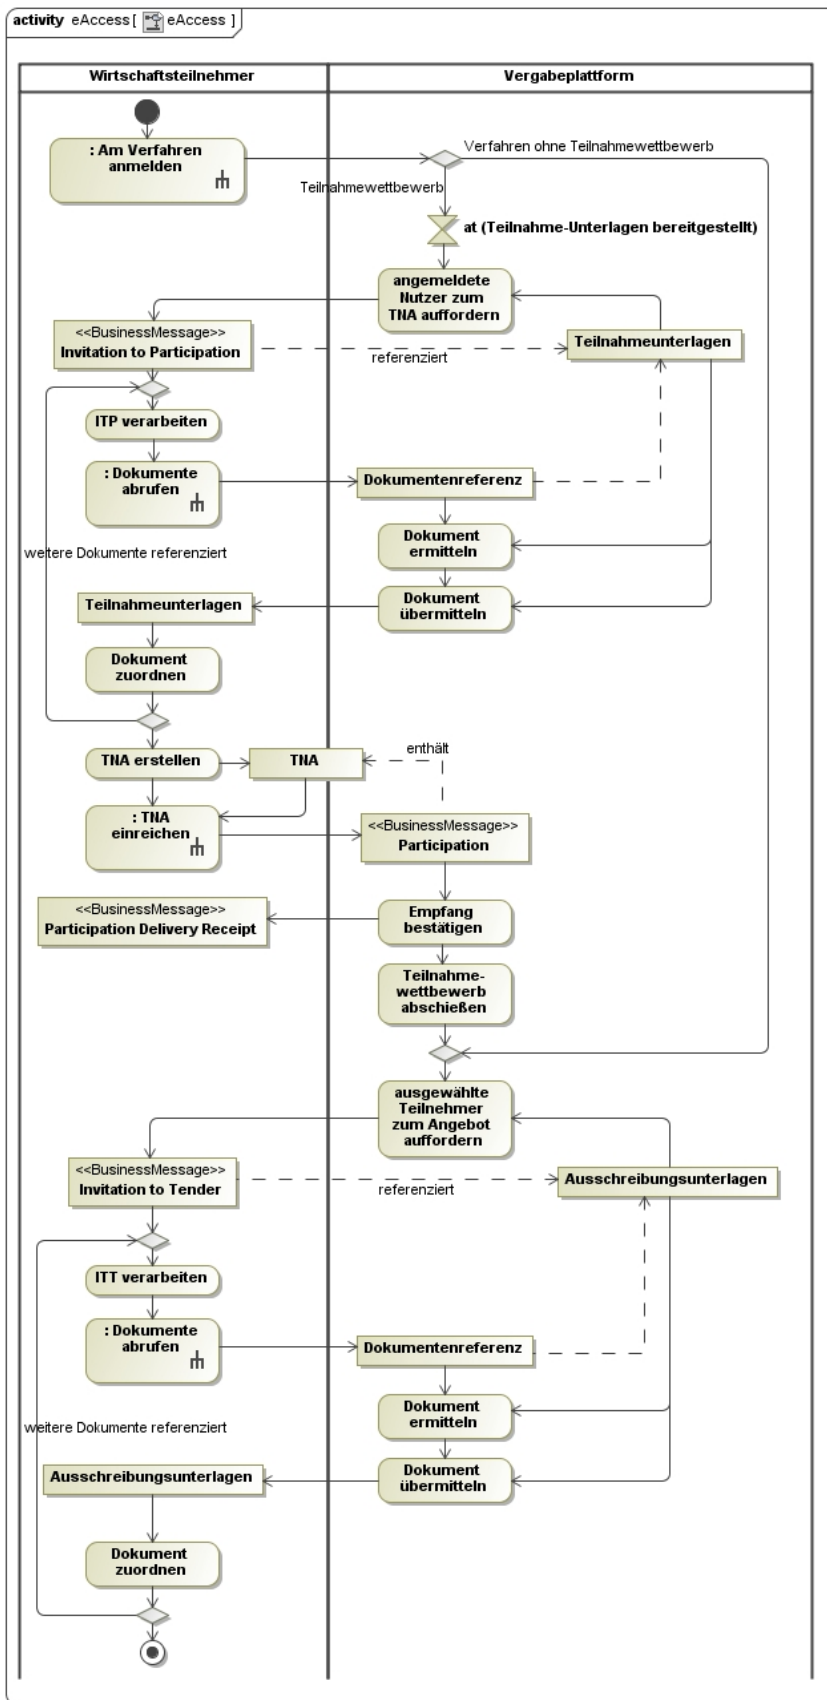 activity eAccess [ eAccess ]
Wirtschaftsteilnehmer
Vergabeplattform
: Am Verfahren
anmelden
Verfahren ohne Teilnahmewettbewerb
Teilnahmewettbewerb
at (Teilnahme-Unterlagen bereitgestellt)
angemeldete
Nutzer zum
TNA auffordern
<<BusinessMessage>>
Invitation to Participation
referenziert
Teilnahmeunterlagen
ITP verarbeiten
: Dokumente
abrufen
Dokumentenreferenz
Dokument
ermitteln
weitere Dokumente referenziert
Teilnahmeunterlagen
Dokument
übermitteln
Dokument
zuordnen
TNA erstellen
TNA
enthält
: TNA
einreichen
<<BusinessMessage>>
Participation
<<BusinessMessage>>
Participation Delivery Receipt
Empfang
bestätigen
Teilnahme-
wettbewerb
abschießen
ausgewählte
Teilnehmer
zum Angebot
auffordern
<<BusinessMessage>>
Invitation to Tender
referenziert
Ausschreibungsunterlagen
ITT verarbeiten
: Dokumente
abrufen
Dokumentenreferenz
Dokument
ermitteln
weitere Dokumente referenziert
Ausschreibungsunterlagen
Dokument
übermitteln
Dokument
zuordnen